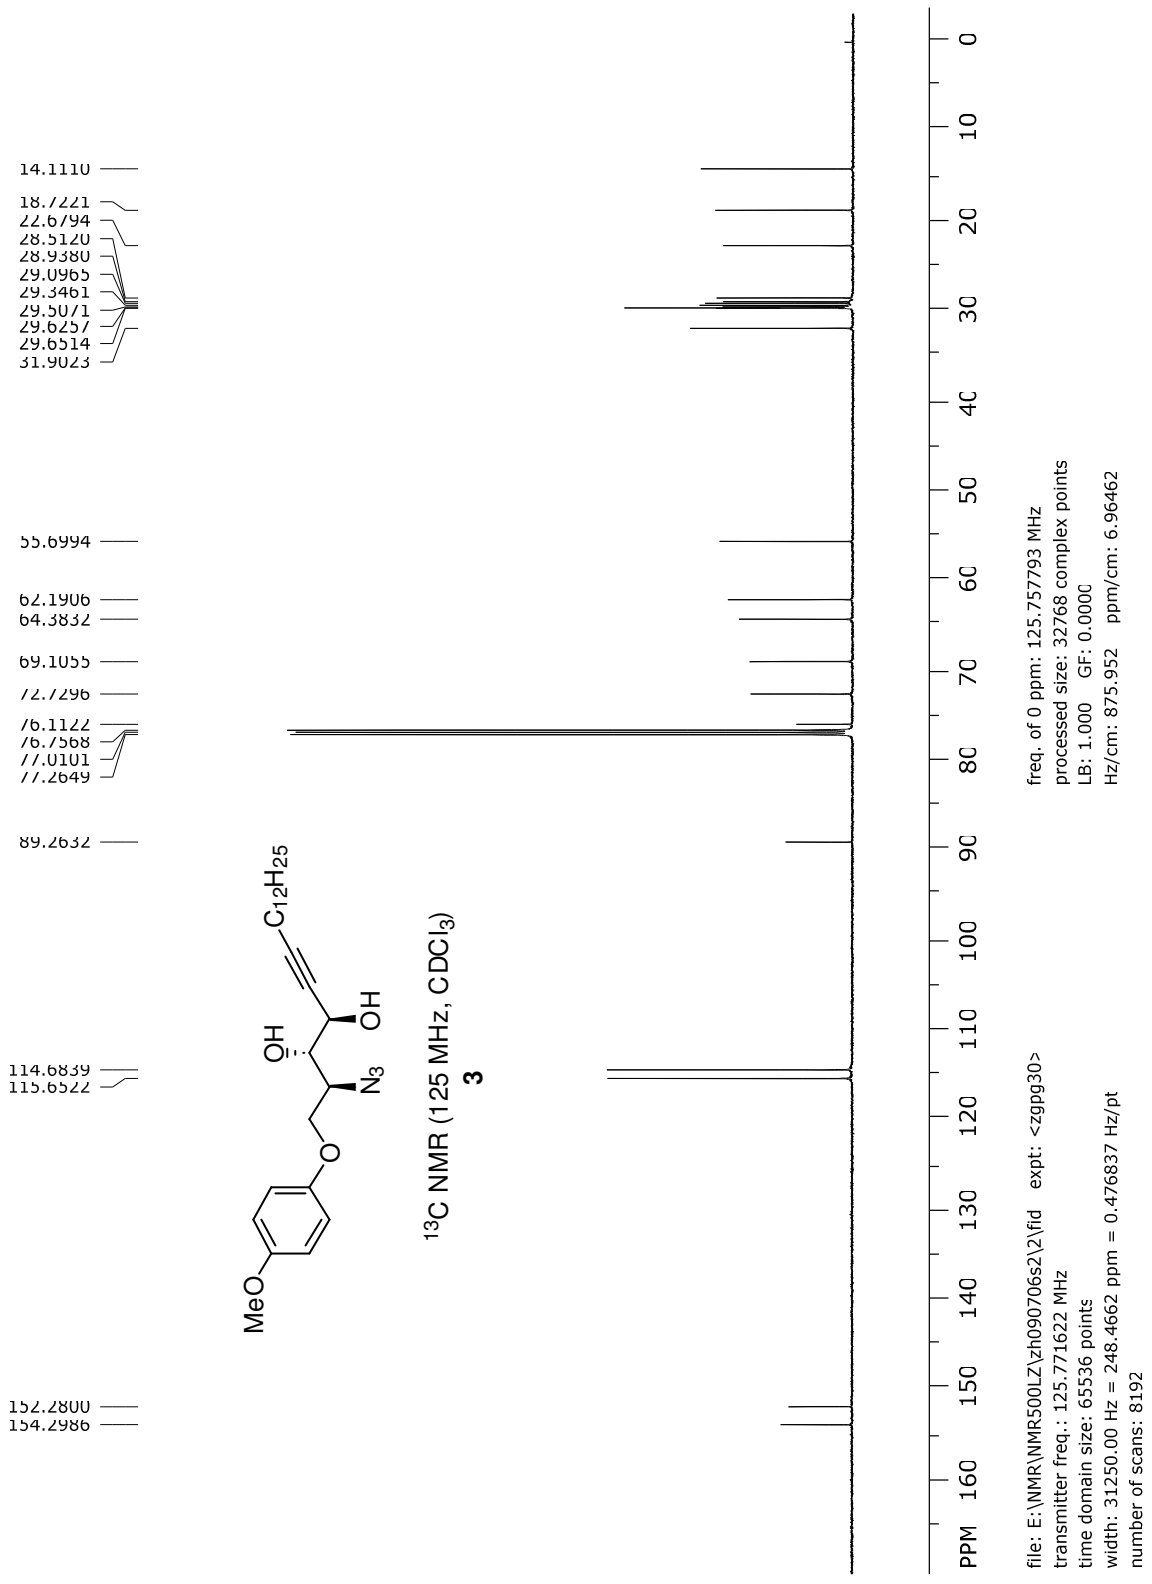 14.1110
18.7221
22.6794
28.5120
28.9380
29.0965
29.3461
29.5071
29.6257
29.6514
31.9023
55.6994
62.1906
64.3832
69.1055
72.7296
76.1122
76.7568
77.0101
77.2649
89.2632
114.6839
115.6522
152.2800
154.2986
MeO
O
N3
OH
OH
C12H25
13C NMR (125 MHz, CDCl3)
3
PPM 160 150 140 130 120 110 100 90 80 70 60 50 40 30 20 10 0
file: E:\NMR\NMR500LZ\zh090706s2\2\fid expt: <zgpg30>
transmitter freq.: 125.771622 MHz
time domain size: 65536 points
width: 31250.00 Hz = 248.4662 ppm = 0.476837 Hz/pt
number of scans: 8192
freq. of 0 ppm: 125.757793 MHz
processed size: 32768 complex points
LB: 1.000 GF: 0.0000
Hz/cm: 875.952 ppm/cm: 6.96462